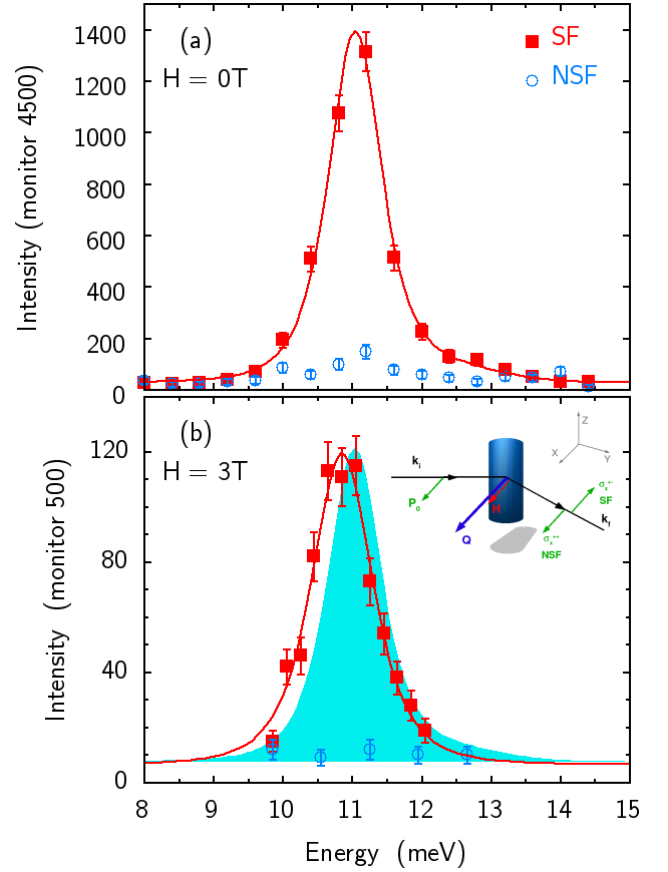 (a)
H = 0T
SF
NSF
1400
1200
1000
800
600
400
200
0
Intensity (monitor 4500)
(b)
H = 3T
120
80
40
0
Intensity (monitor 500)
Z
X
Y
k_i
P_0
H
Q
SF
k_f
NSF
8 9 10 11 12 13 14 15
Energy (meV)